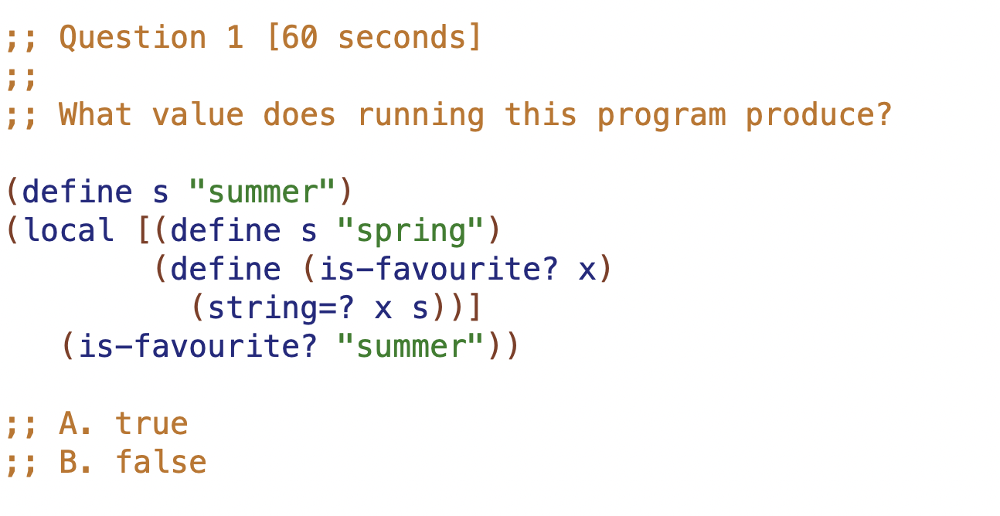 ;; Question 1 [60 seconds]
;;
;; What value does running this program produce?
(define s "summer")
(local [(define s "spring")
        (define (is-favourite? x)
          (string=? x s))]
   (is-favourite? "summer"))
;; A. true
;; B. false